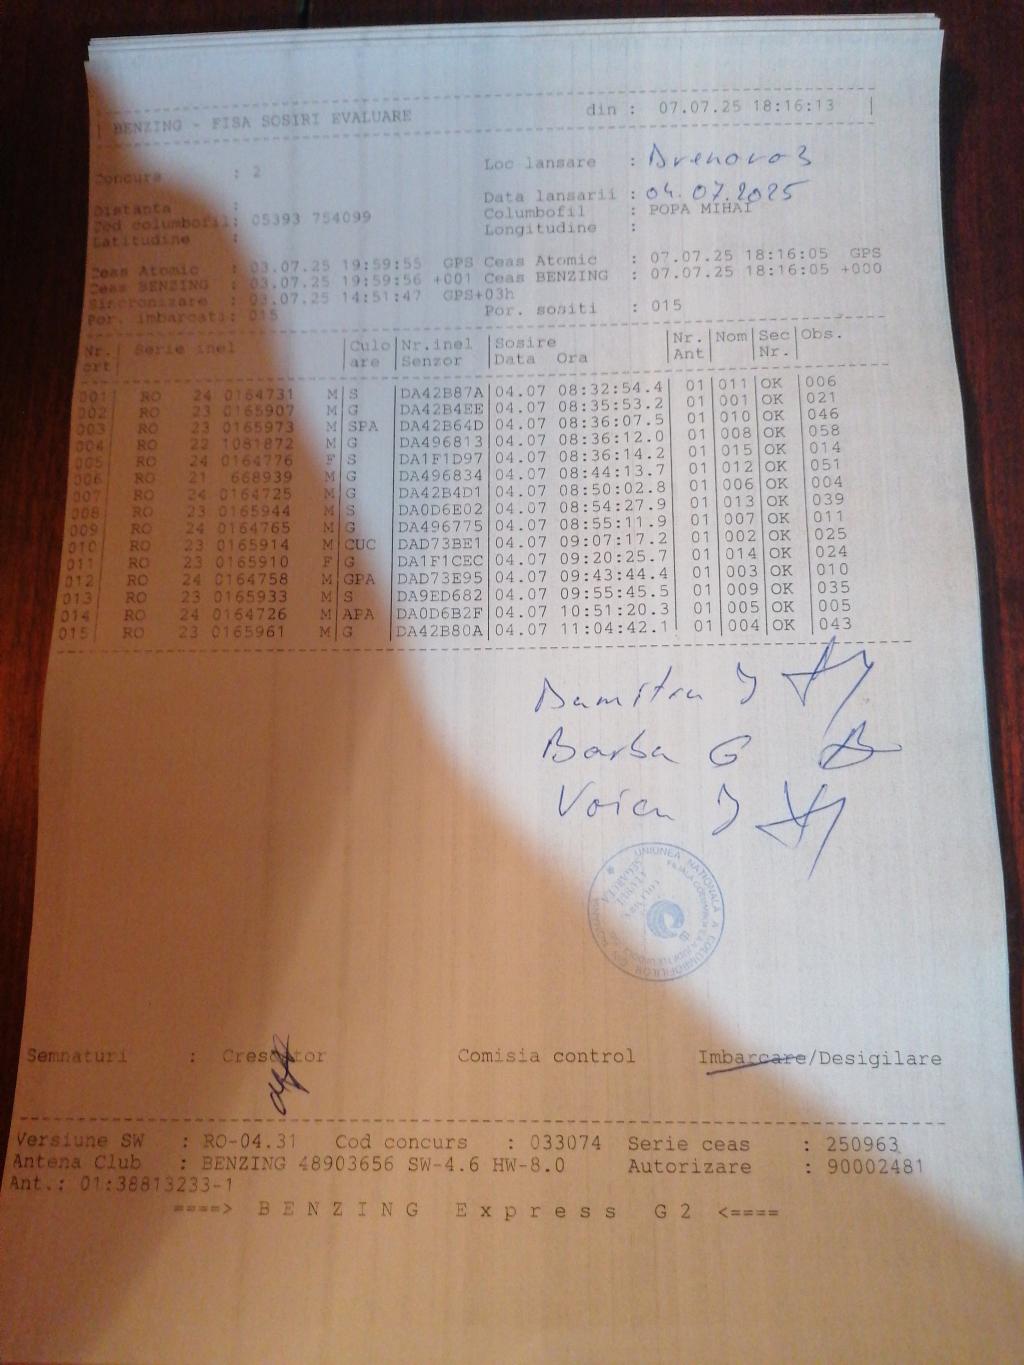 BENZING - FISA SOSIRI EVALUARE din : 07.07.25 18:16:13
Concurs : 2 Loc lansare : Drenova 3
Distanta : Data lansarii : 04.07.2025
Cod columbofil: 05393 754099 Columbofil : POPA MIHAI
Latitudine : Longitudine :
Ceas Atomic : 03.07.25 19:59:55 GPS Ceas Atomic : 07.07.25 18:16:05 GPS
Ceas BENZING : 03.07.25 19:59:56 +001 Ceas BENZING : 07.07.25 18:16:05 +000
Sincronizare : 03.07.25 14:51:47 GPS+03h
Por. imbarcati: 015 Por. sositi : 015
Nr. ort | Serie inel | Culo are | Nr.inel Senzor | Sosire Data Ora | Nr. Ant | Nom | Sec Nr. | Obs.
001 RO 24 0164731 M S DA42B87A 04.07 08:32:54.4 01 011 OK 006
002 RO 23 0165907 M G DA42B4EE 04.07 08:35:53.2 01 001 OK 021
003 RO 23 0165973 M SPA DA42B64D 04.07 08:36:07.5 01 010 OK 046
004 RO 22 1081872 M G DA496813 04.07 08:36:12.0 01 008 OK 058
005 RO 24 0164776 F S DA1F1D97 04.07 08:36:14.2 01 015 OK 014
006 RO 21 668939 M G DA496834 04.07 08:44:13.7 01 012 OK 051
007 RO 24 0164725 M G DA42B4D1 04.07 08:50:02.8 01 006 OK 004
008 RO 23 0165944 M S DA0D6E02 04.07 08:54:27.9 01 013 OK 039
009 RO 24 0164765 M G DA496775 04.07 08:55:11.9 01 007 OK 011
010 RO 23 0165914 M CUC DAD73BE1 04.07 09:07:17.2 01 002 OK 025
011 RO 23 0165910 F G DA1F1CEC 04.07 09:20:25.7 01 014 OK 024
012 RO 24 0164758 M GPA DAD73E95 04.07 09:43:44.4 01 003 OK 010
013 RO 23 0165933 M S DA9ED682 04.07 09:55:45.5 01 009 OK 035
014 RO 24 0164726 M APA DA0D6B2F 04.07 10:51:20.3 01 005 OK 005
015 RO 23 0165961 M G DA42B80A 04.07 11:04:42.1 01 004 OK 043
Dumitru I
Barba G B
Voicu I
UNIUNEA NATIONALĂ A COLUMBOFILILOR DIN ROMANIA
Semnaturi : Crescator Comisia control Imbarcare/Desigilare
Versiune SW : RO-04.31 Cod concurs : 033074 Serie ceas : 250963
Antena Club : BENZING 48903656 SW-4.6 HW-8.0 Autorizare : 90002481
Ant.: 01:38813233-1
====> BENZING Express G2 <====